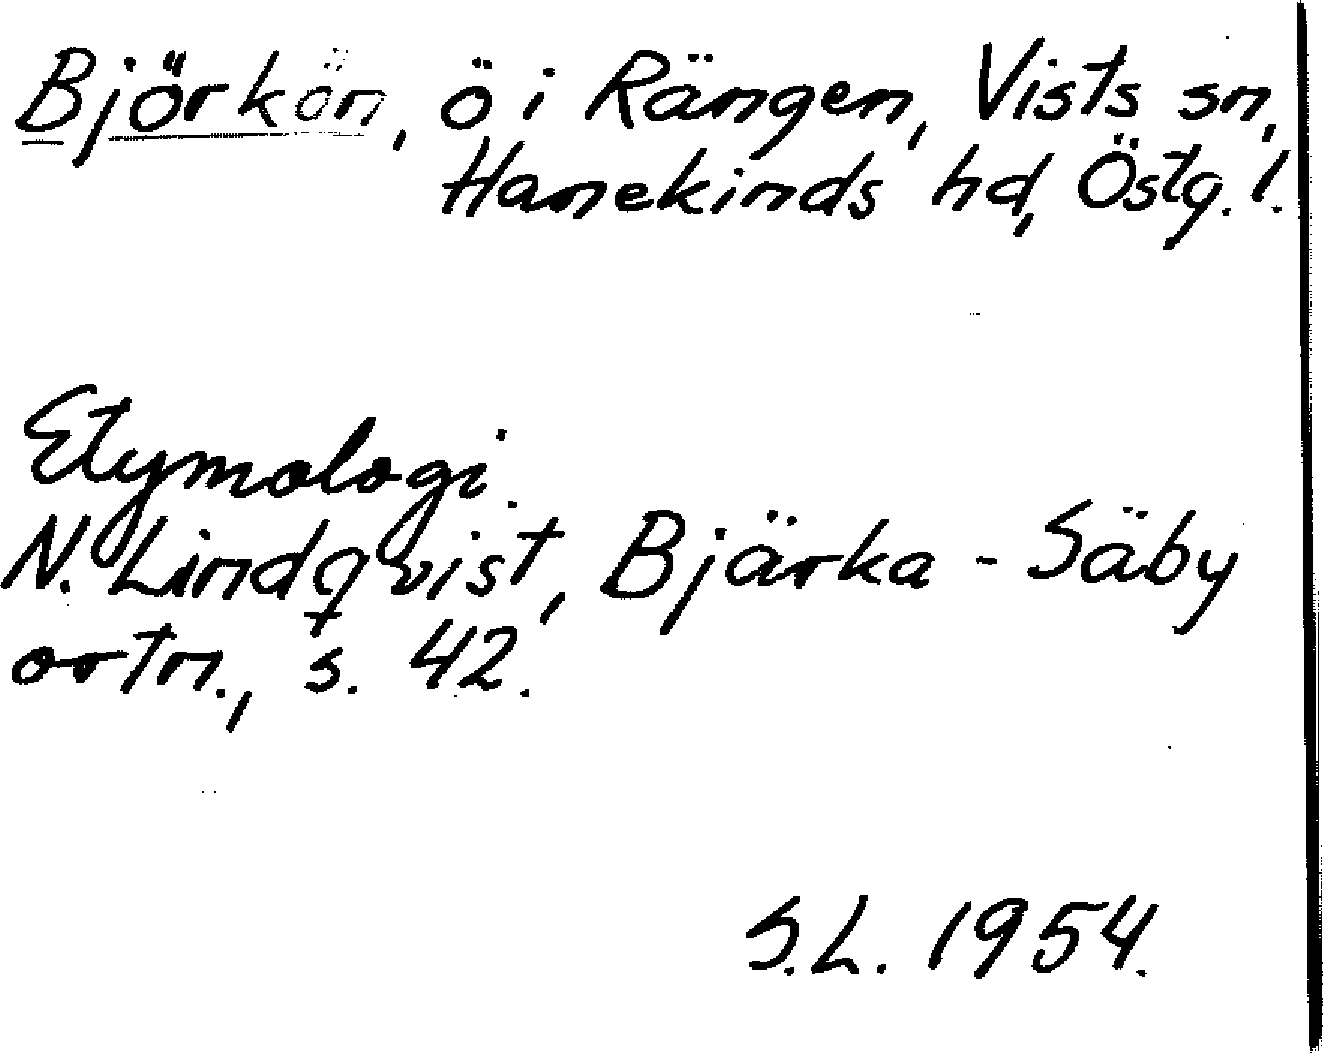 Björkön, ö i Rängen, Vists sn,
Hanekinds hd, Östg. l.
Etymologi.
N. Lindqvist, Bjärka - Säby
ortn., s. 42.
S.L. 1954.